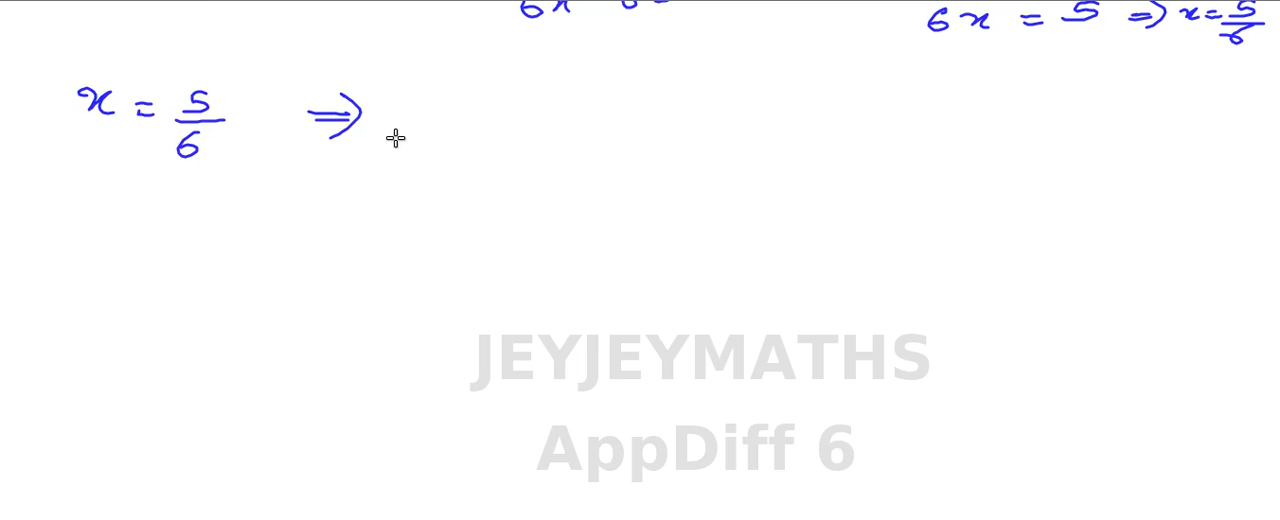 6x = 5 ⇒ x = 5/6
x = 5/6 ⇒
JEYJEYMATHS
AppDiff 6